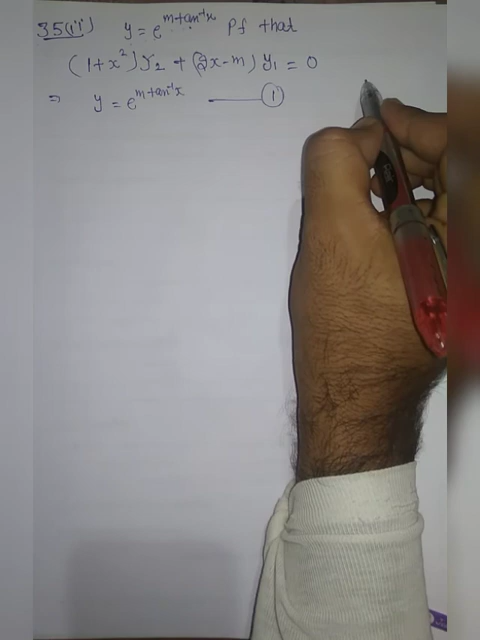 35(ii) y = e^{m tan⁻¹x} Pf that
(1+x²)y₂ + (2x-m) y₁ = 0
⇒ y = e^{m tan⁻¹x} —— ①